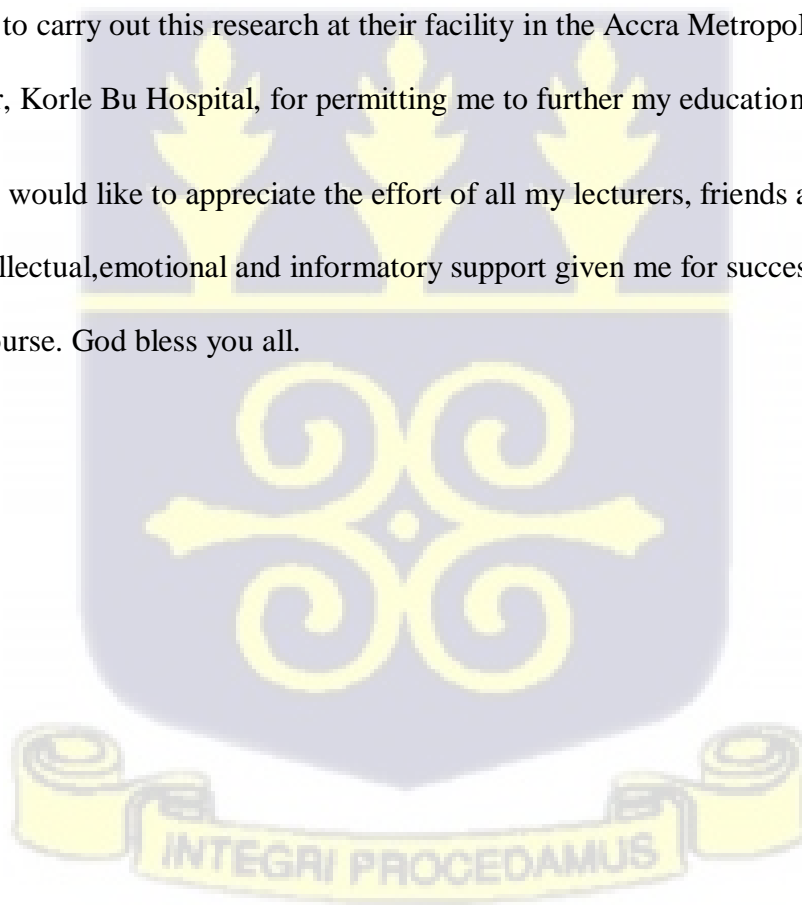 to carry out this research at their facility in the Accra Metropol
, Korle Bu Hospital, for permitting me to further my education
would like to appreciate the effort of all my lecturers, friends a
llectual,emotional and informatory support given me for succes
urse. God bless you all.
INTEGRI PROCEDAMUS